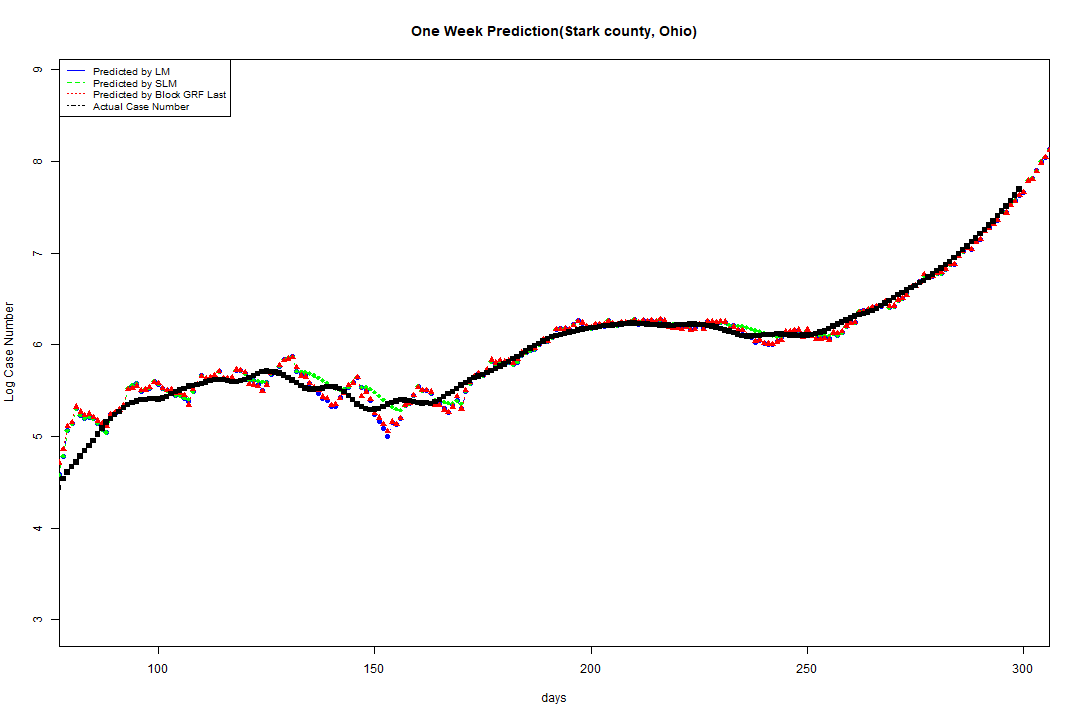 One Week Prediction(Stark county, Ohio)
Predicted by LM
Predicted by SLM
Predicted by Block GRF Last
Actual Case Number
9
8
7
6
5
4
3
Log Case Number
100 150 200 250 300
days